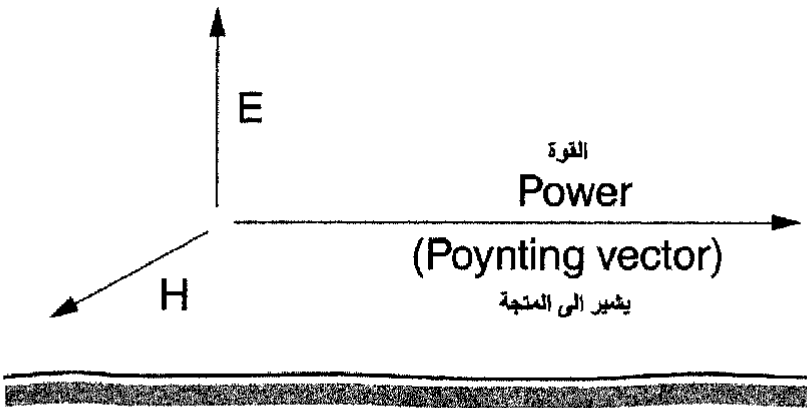 E
القوة
Power
(Poynting vector)
H
يشير الى المتجة